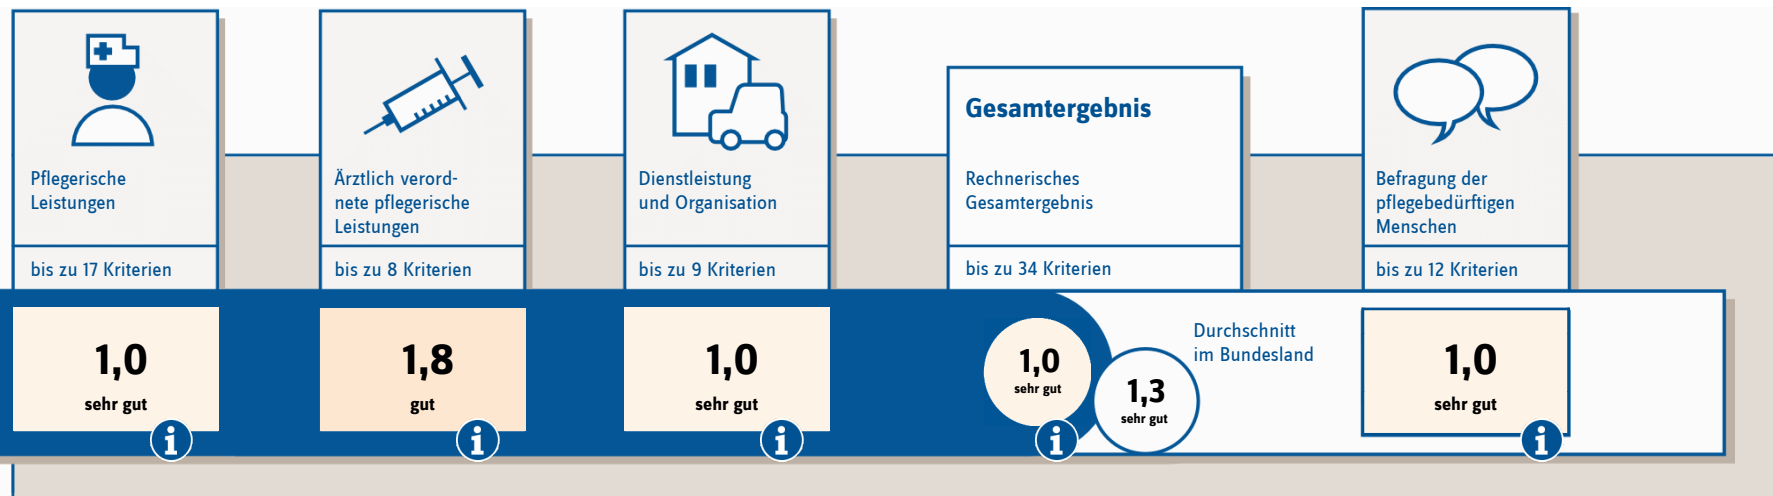 Pflegerische
Leistungen
bis zu 17 Kriterien
1,0
sehr gut
i
Ärztlich verord-
nete pflegerische
Leistungen
bis zu 8 Kriterien
1,8
gut
i
Dienstleistung
und Organisation
bis zu 9 Kriterien
1,0
sehr gut
i
Gesamtergebnis
Rechnerisches
Gesamtergebnis
bis zu 34 Kriterien
1,0
sehr gut
i
1,3
sehr gut
Durchschnitt
im Bundesland
Befragung der
pflegebedürftigen
Menschen
bis zu 12 Kriterien
1,0
sehr gut
i